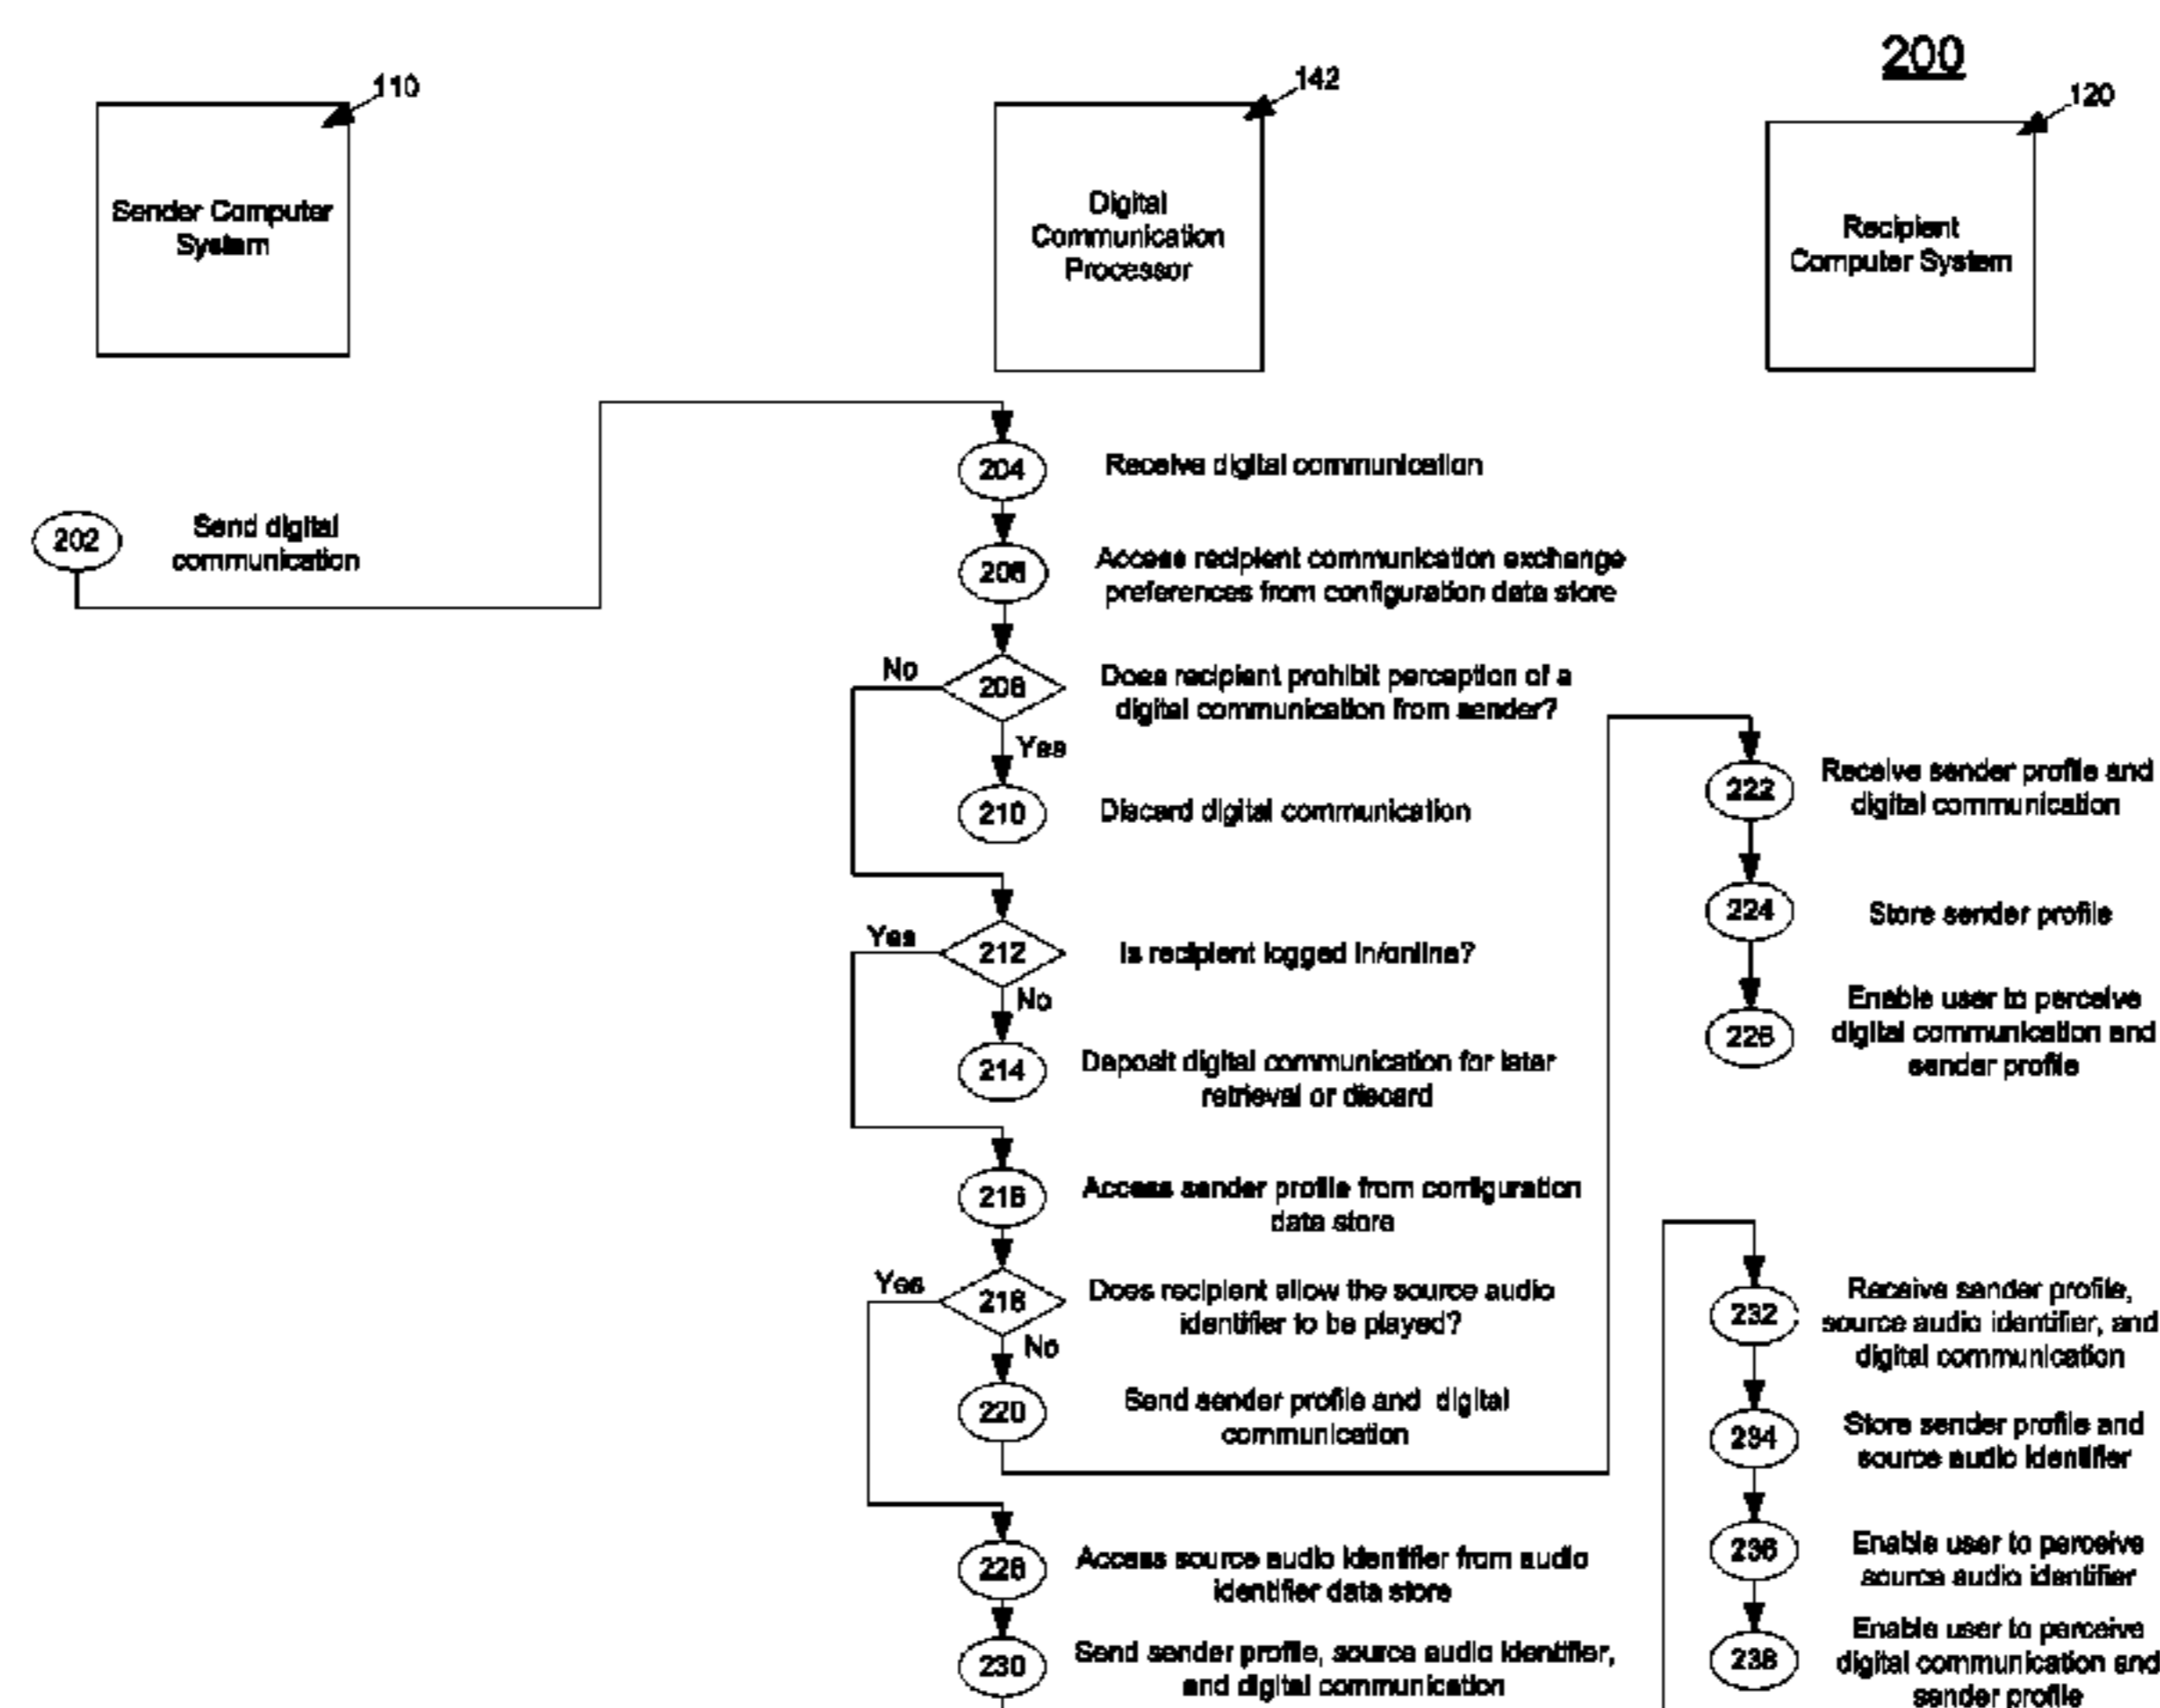 200
110
142
120
Sender Computer
System
Digital
Communication
Processor
Recipient
Computer System
204
Receive digital communication
202
Send digital
communication
206
Access recipient communication exchange
preferences from configuration data store
No
208
Does recipient prohibit perception of a
digital communication from sender?
Yes
210
Discard digital communication
222
Receive sender profile and
digital communication
224
Store sender profile
226
Enable user to perceive
digital communication and
sender profile
Yes
212
Is recipient logged in/online?
No
214
Deposit digital communication for later
retrieval or discard
216
Access sender profile from configuration
data store
Yes
218
Does recipient allow the source audio
identifier to be played?
No
220
Send sender profile and digital
communication
232
Receive sender profile,
source audio identifier, and
digital communication
234
Store sender profile and
source audio identifier
236
Enable user to perceive
source audio identifier
238
Enable user to perceive
digital communication and
sender profile
228
Access source audio identifier from audio
identifier data store
230
Send sender profile, source audio identifier,
and digital communication